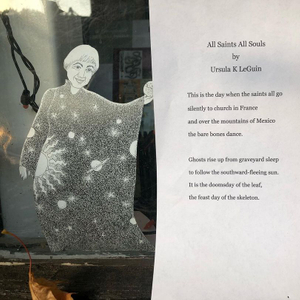 All Saints All Souls
by
Ursula K LeGuin
This is the day when the saints all go
silently to church in France
and over the mountains of Mexico
the bare bones dance.
Ghosts rise up from graveyard sleep
to follow the southward-fleeing sun.
It is the doomsday of the leaf,
the feast day of the skeleton.